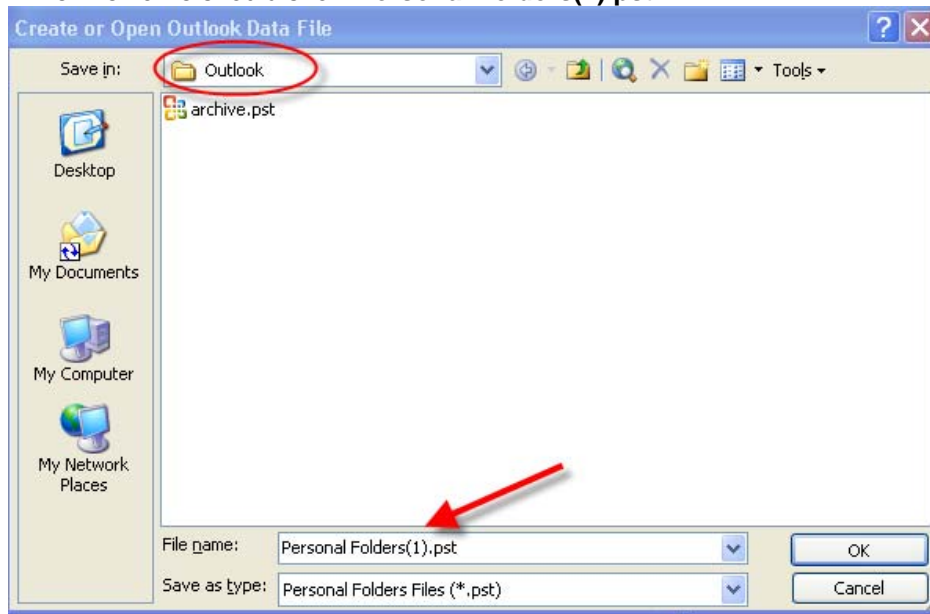 Create or Open Outlook Data File
Save in:
Outlook
Tools
archive.pst
Desktop
My Documents
My Computer
My Network
Places
File name:
Personal Folders(1).pst
OK
Save as type:
Personal Folders Files (*.pst)
Cancel